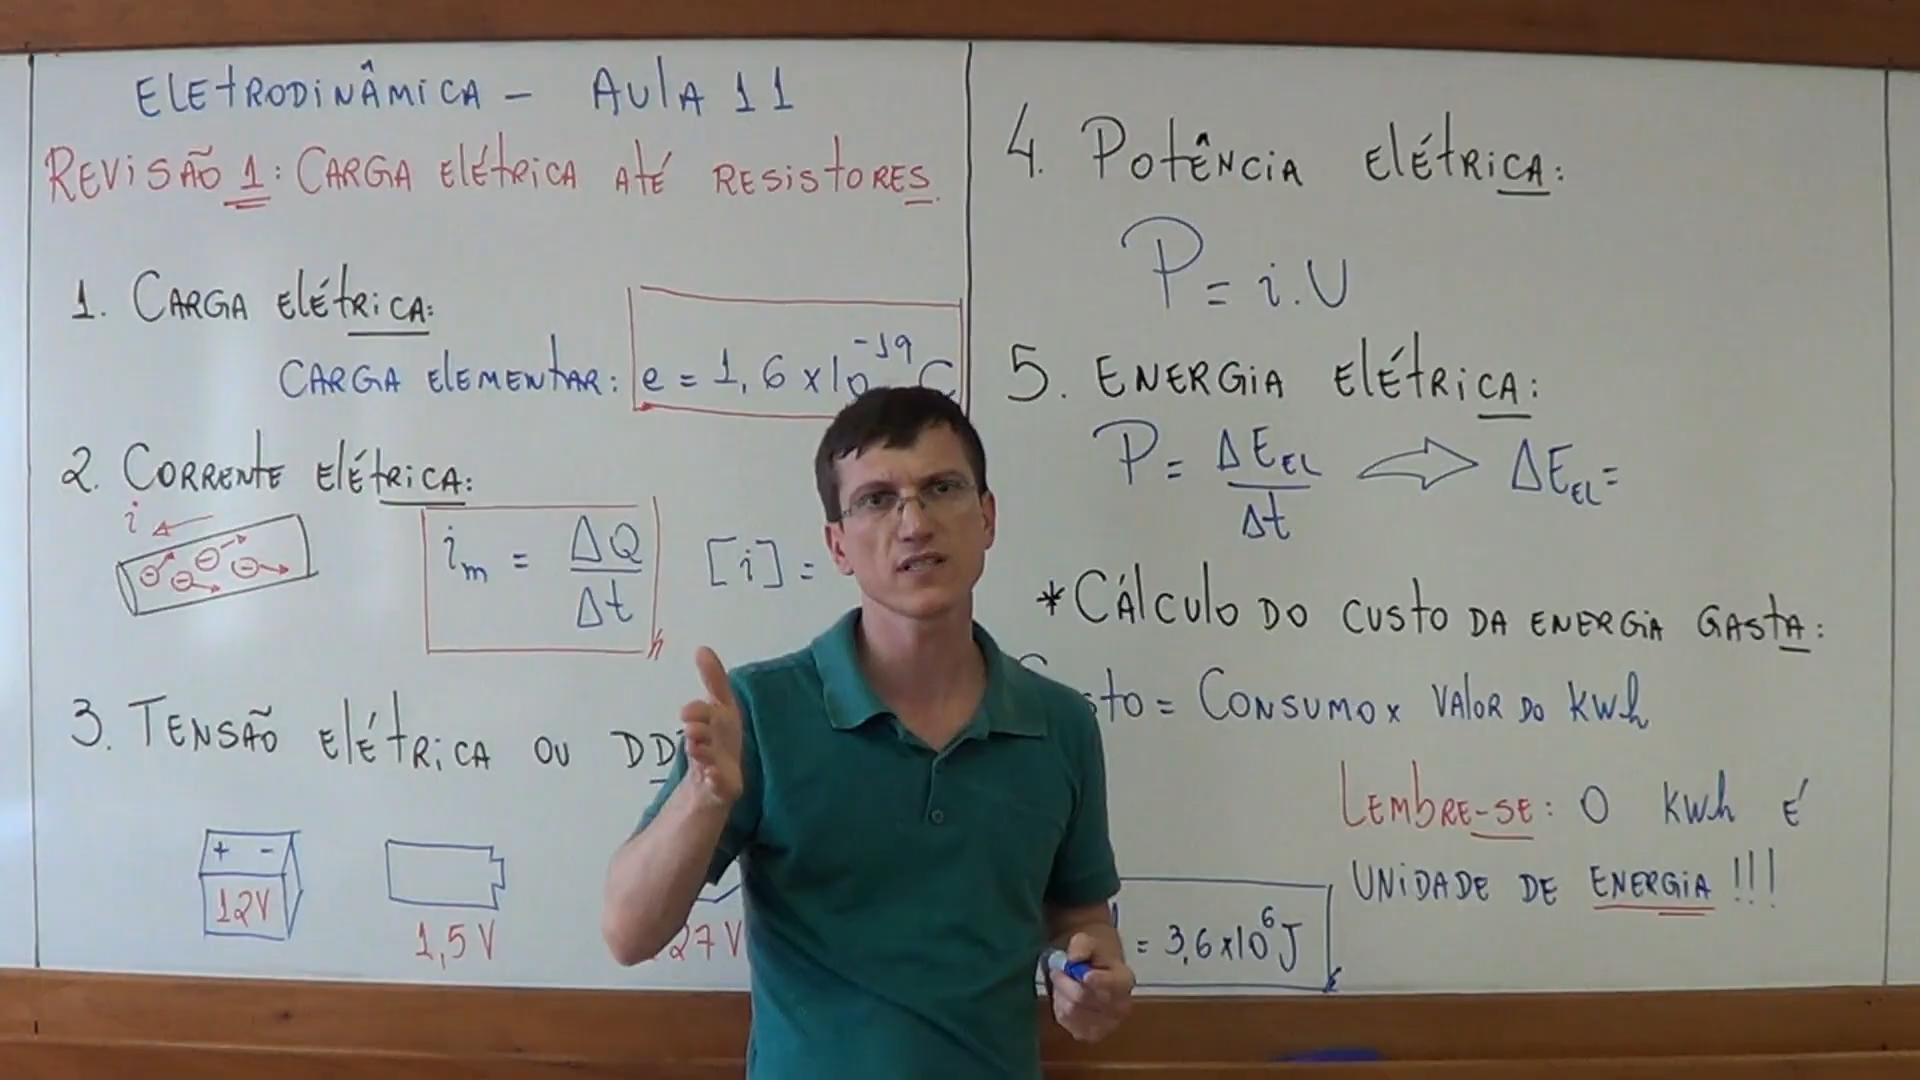 Eletrodinâmica - Aula 11
Revisão 1: Carga elétrica até resistores.
1. Carga elétrica:
Carga elementar: e = 1,6 x10⁻¹⁹ C
2. Corrente elétrica:
i
i_m = ΔQ/Δt [i] =
3. Tensão elétrica ou
+ -
12V
1,5 V
27 V
4. Potência elétrica:
P = i.U
5. Energia elétrica:
P = ΔE_EL/Δt ⇒ ΔE_EL =
*Cálculo do custo da energia gasta:
= Consumo x valor do kwh
Lembre-se: O kwh é
unidade de energia !!!
= 3,6 x10⁶ J